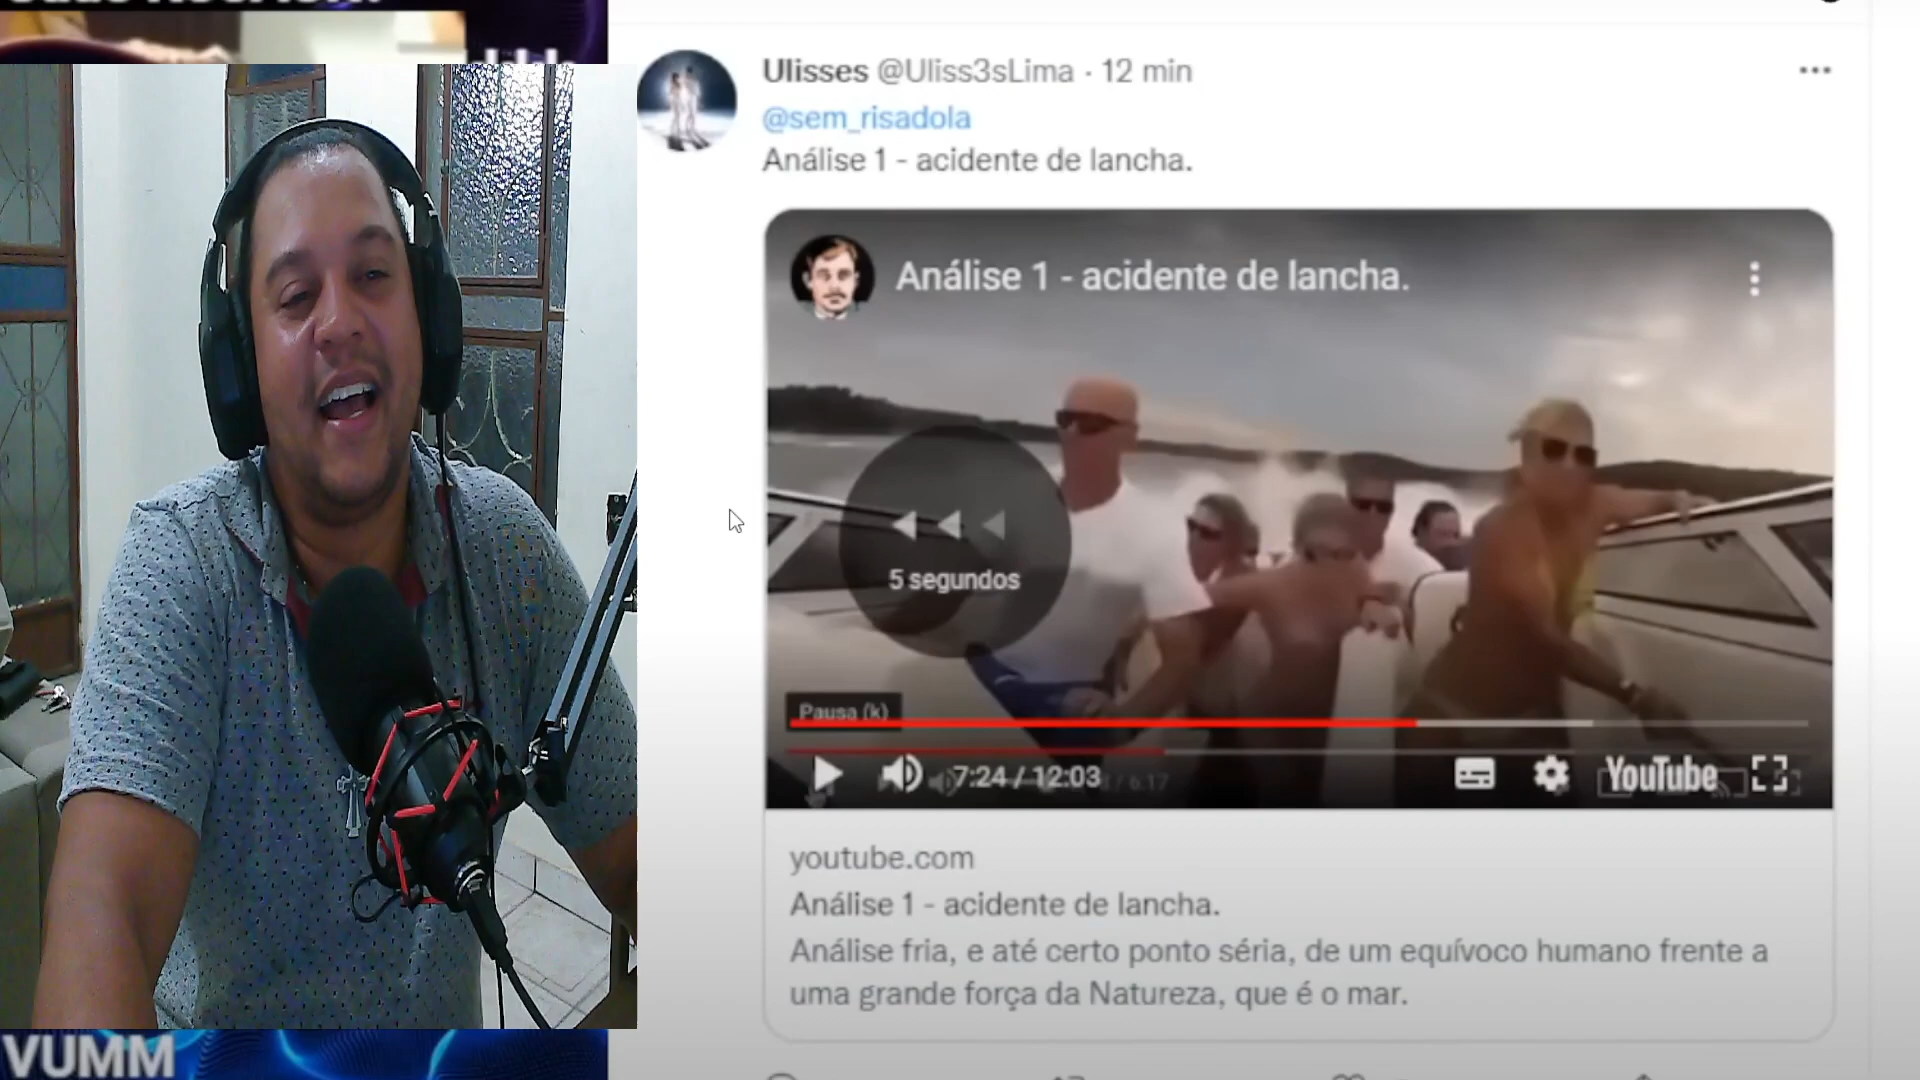 Ulisses @Uliss3sLima · 12 min
@sem_risadola
Análise 1 - acidente de lancha.
Análise 1 - acidente de lancha.
5 segundos
Pausa (k)
7:24 / 12:03
/ 6:17
YouTube
youtube.com
Análise 1 - acidente de lancha.
Análise fria, e até certo ponto séria, de um equívoco humano frente a
uma grande força da Natureza, que é o mar.
VUMM